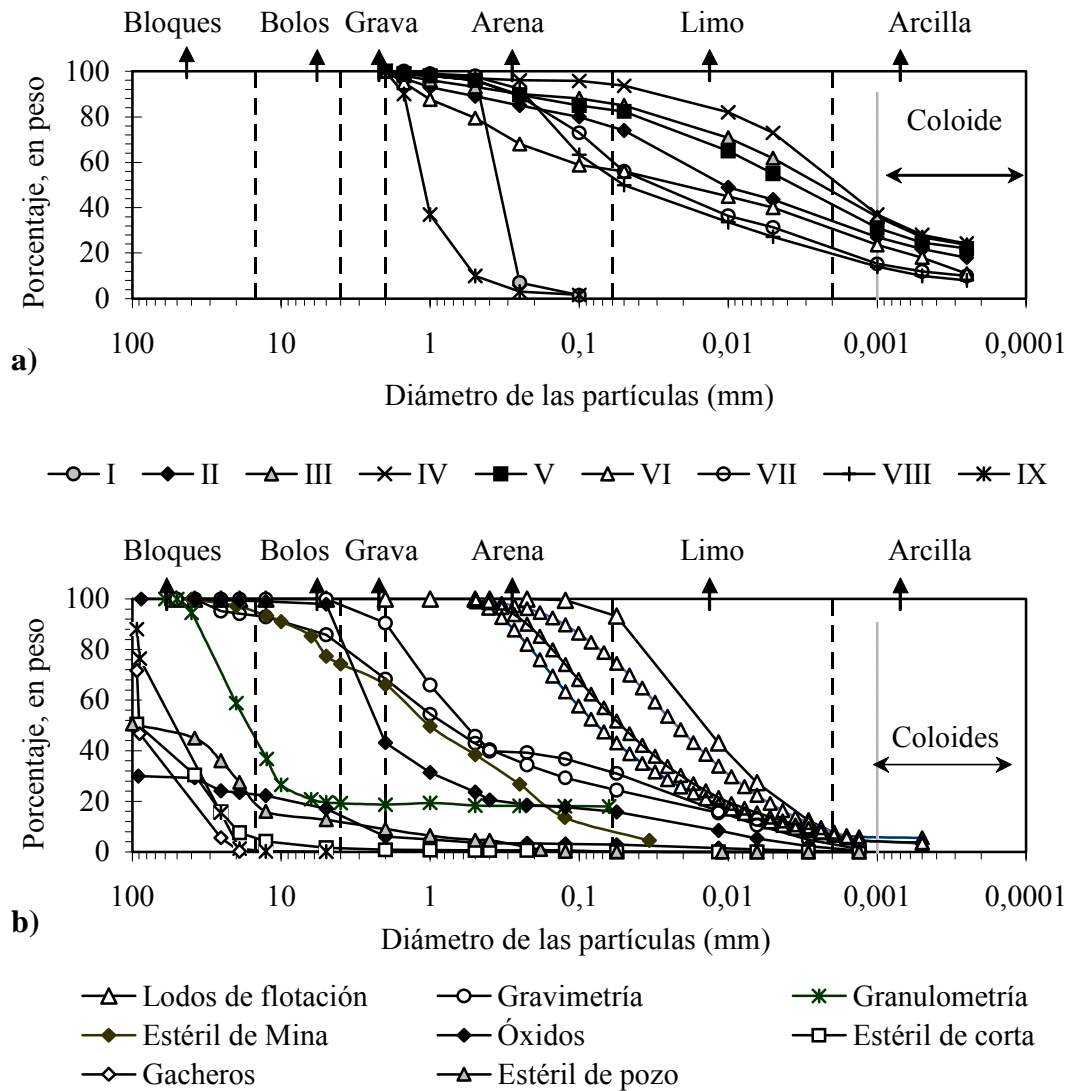 Bloques Bolos Grava Arena Limo Arcilla
Porcentaje, en peso
100
80
60
40
20
0
Coloide
100 10 1 0,1 0,01 0,001 0,0001
a)
Diámetro de las partículas (mm)
I II III IV V VI VII VIII IX
Bloques Bolos Grava Arena Limo Arcilla
Porcentaje, en peso
100
80
60
40
20
0
Coloides
100 10 1 0,1 0,01 0,001 0,0001
b)
Diámetro de las partículas (mm)
Lodos de flotación Gravimetría Granulometría
Estéril de Mina Óxidos Estéril de corta
Gacheros Estéril de pozo